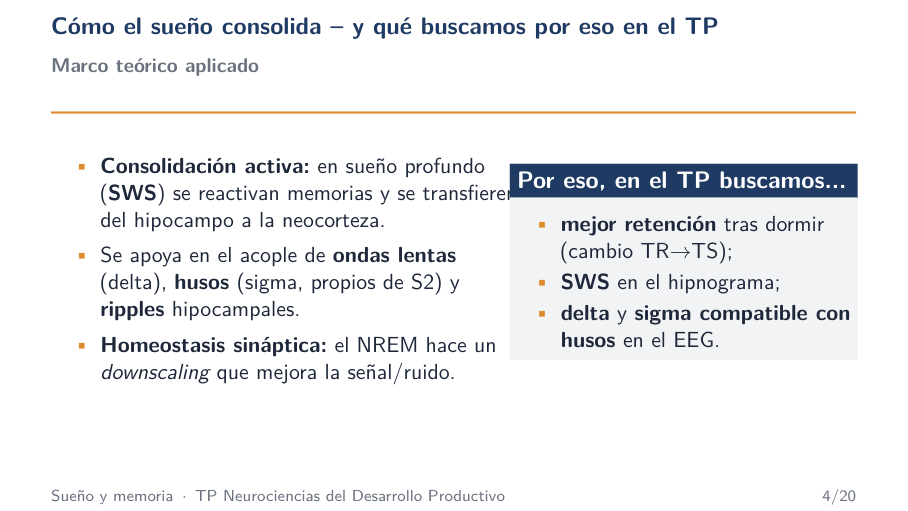 Cómo el sueño consolida – y qué buscamos por eso en el TP
Marco teórico aplicado
Consolidación activa: en sueño profundo
(SWS) se reactivan memorias y se transfieren
del hipocampo a la neocorteza.
Se apoya en el acople de ondas lentas
(delta), husos (sigma, propios de S2) y
ripples hipocampales.
Homeostasis sináptica: el NREM hace un
downscaling que mejora la señal/ruido.
Por eso, en el TP buscamos...
mejor retención tras dormir
(cambio TR→TS);
SWS en el hipnograma;
delta y sigma compatible con
husos en el EEG.
Sueño y memoria · TP Neurociencias del Desarrollo Productivo
4/20